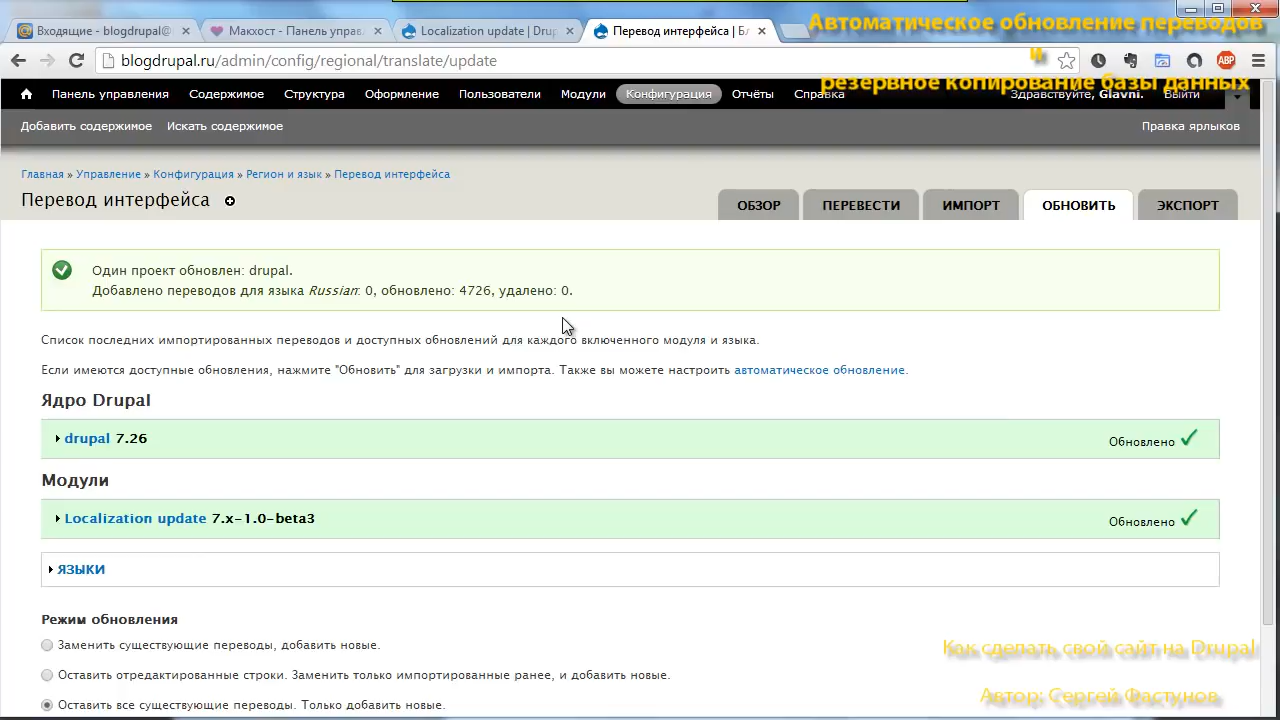 Входящие - blogdrupal@
Макхост - Панель управ
Localization update | Dru
Перевод интерфейса | Бл
Автоматическое обновление переводов
и
резервное копирование базы данных
blogdrupal.ru/admin/config/regional/translate/update
ABP
Панель управления Содержимое Структура Оформление Пользователи Модули Конфигурация Отчёты Справка Здравствуйте, Glavni. Выйти
Добавить содержимое Искать содержимое Правка ярлыков
Главная » Управление » Конфигурация » Регион и язык » Перевод интерфейса
Перевод интерфейса
ОБЗОР ПЕРЕВЕСТИ ИМПОРТ ОБНОВИТЬ ЭКСПОРТ
Один проект обновлен: drupal.
Добавлено переводов для языка Russian: 0, обновлено: 4726, удалено: 0.
Список последних импортированных переводов и доступных обновлений для каждого включенного модуля и языка.
Если имеются доступные обновления, нажмите "Обновить" для загрузки и импорта. Также вы можете настроить автоматическое обновление.
Ядро Drupal
drupal 7.26 Обновлено
Модули
Localization update 7.x-1.0-beta3 Обновлено
ЯЗЫКИ
Режим обновления
Заменить существующие переводы, добавить новые.
Оставить отредактированные строки. Заменить только импортированные ранее, и добавить новые.
Оставить все существующие переводы. Только добавить новые.
Как сделать свой сайт на Drupal
Автор: Сергей Фастунов